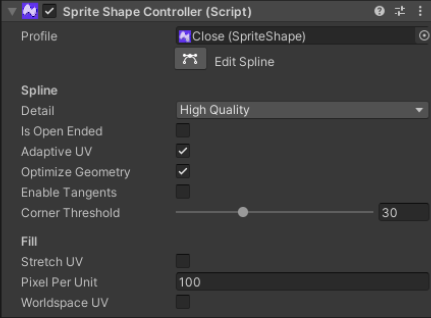 Sprite Shape Controller (Script)
Profile Close (SpriteShape)
Edit Spline
Spline
Detail High Quality
Is Open Ended
Adaptive UV
Optimize Geometry
Enable Tangents
Corner Threshold 30
Fill
Stretch UV
Pixel Per Unit 100
Worldspace UV